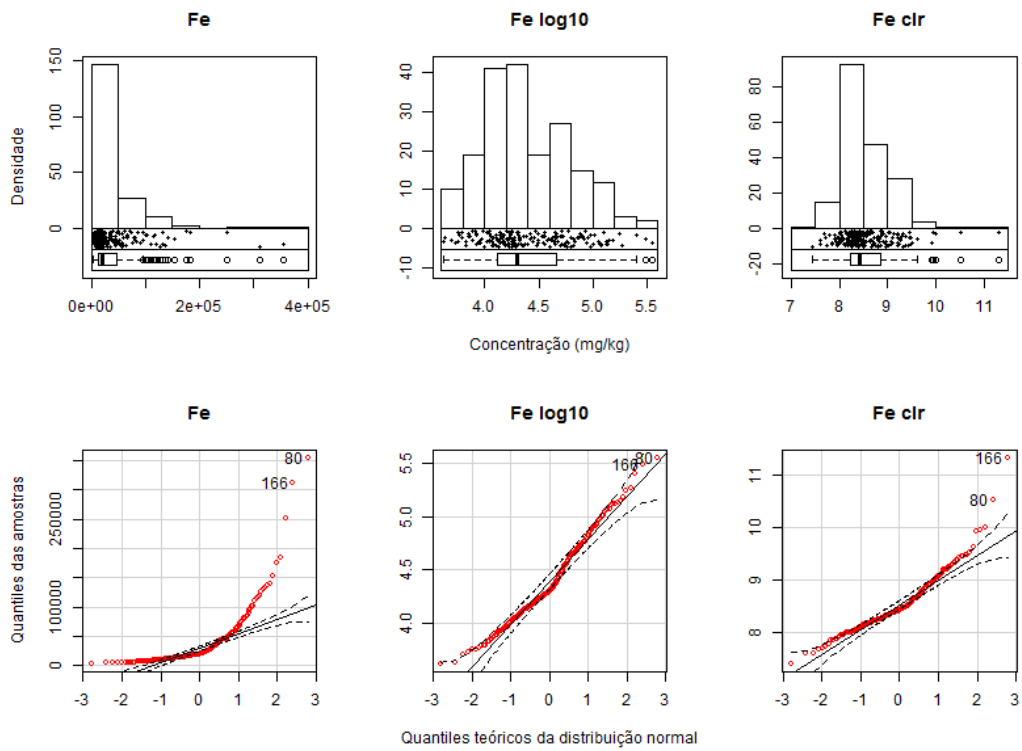 Fe
Fe log10
Fe clr
Densidade
150
100
50
0
40
30
20
10
0
-10
80
60
40
20
0
-20
0e+00 2e+05 4e+05
4.0 4.5 5.0 5.5
7 8 9 10 11
Concentração (mg/kg)
Fe
Fe log10
Fe clr
Quantiles das amostras
250000
100000
0
80
166
5.5
5.0
4.5
4.0
166
80
11
10
9
8
166
80
-3 -2 -1 0 1 2 3
-3 -2 -1 0 1 2 3
-3 -2 -1 0 1 2 3
Quantiles teóricos da distribuição normal